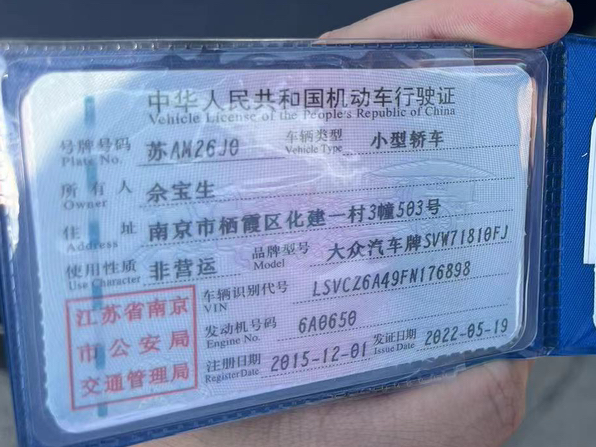 中华人民共和国机动车行驶证
Vehicle License of the People's Republic of China
号牌号码 苏AW26J0 车辆类型 小型轿车
Plate No. Vehicle Type
所有人 佘宝生
Owner
住址 南京市栖霞区化建一村3幢503号
Address
使用性质 非营运 品牌型号 大众汽车牌SVW71810FJ
Use Character Model
车辆识别代号 LSVCZ6A49FN176898
VIN
发动机号码 6A0650
Engine No.
注册日期 2015-12-01 发证日期 2022-05-19
Register Date Issue Date
江苏省南京
市公安局
交通管理局